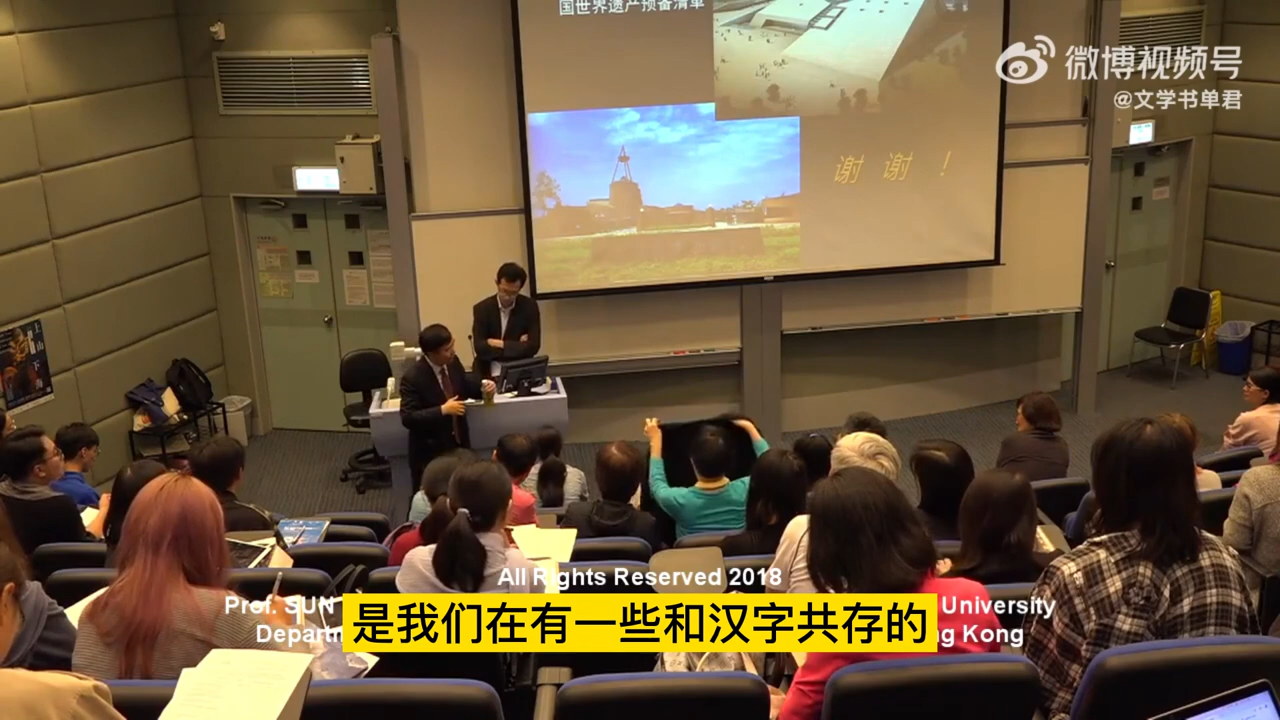 国世界遗产预备清单
微博视频号
@文学书单君
谢 谢 ！
All Rights Reserved 2018
Prof. SUN
University
Departm
ng Kong
是我们在有一些和汉字共存的